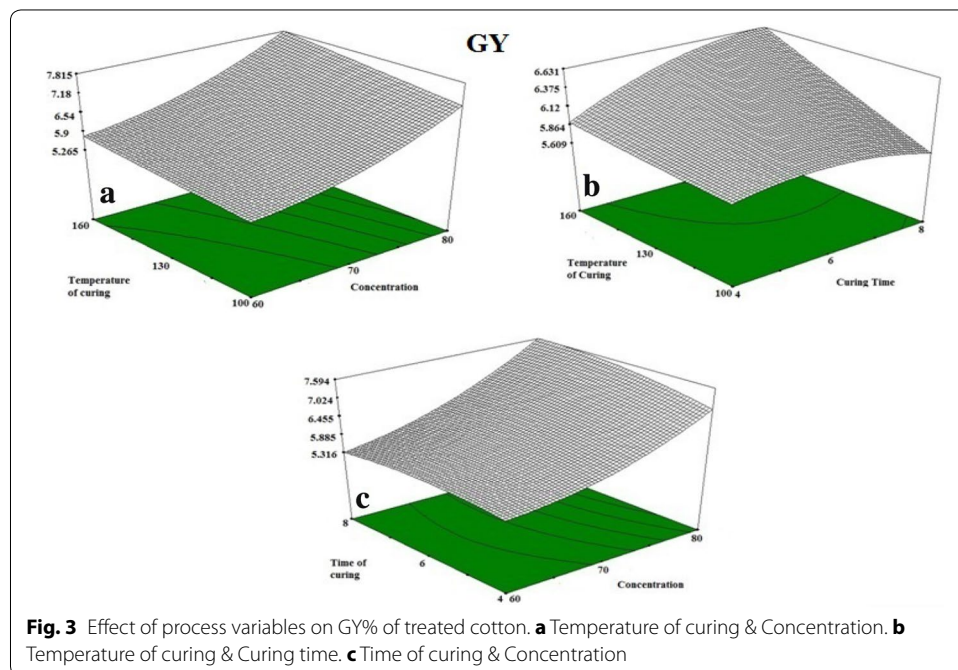 GY
7.815
7.18
6.54
5.9
5.265
a
160
130
100
60
70
80
Temperature
of curing
Concentration
6.631
6.375
6.12
5.864
5.609
b
160
130
100
4
6
8
Temperature
of Curing
Curing Time
7.594
7.024
6.455
5.885
5.316
c
8
6
4
60
70
80
Time of
curing
Concentration
Fig. 3 Effect of process variables on GY% of treated cotton. a Temperature of curing & Concentration. b
Temperature of curing & Curing time. c Time of curing & Concentration